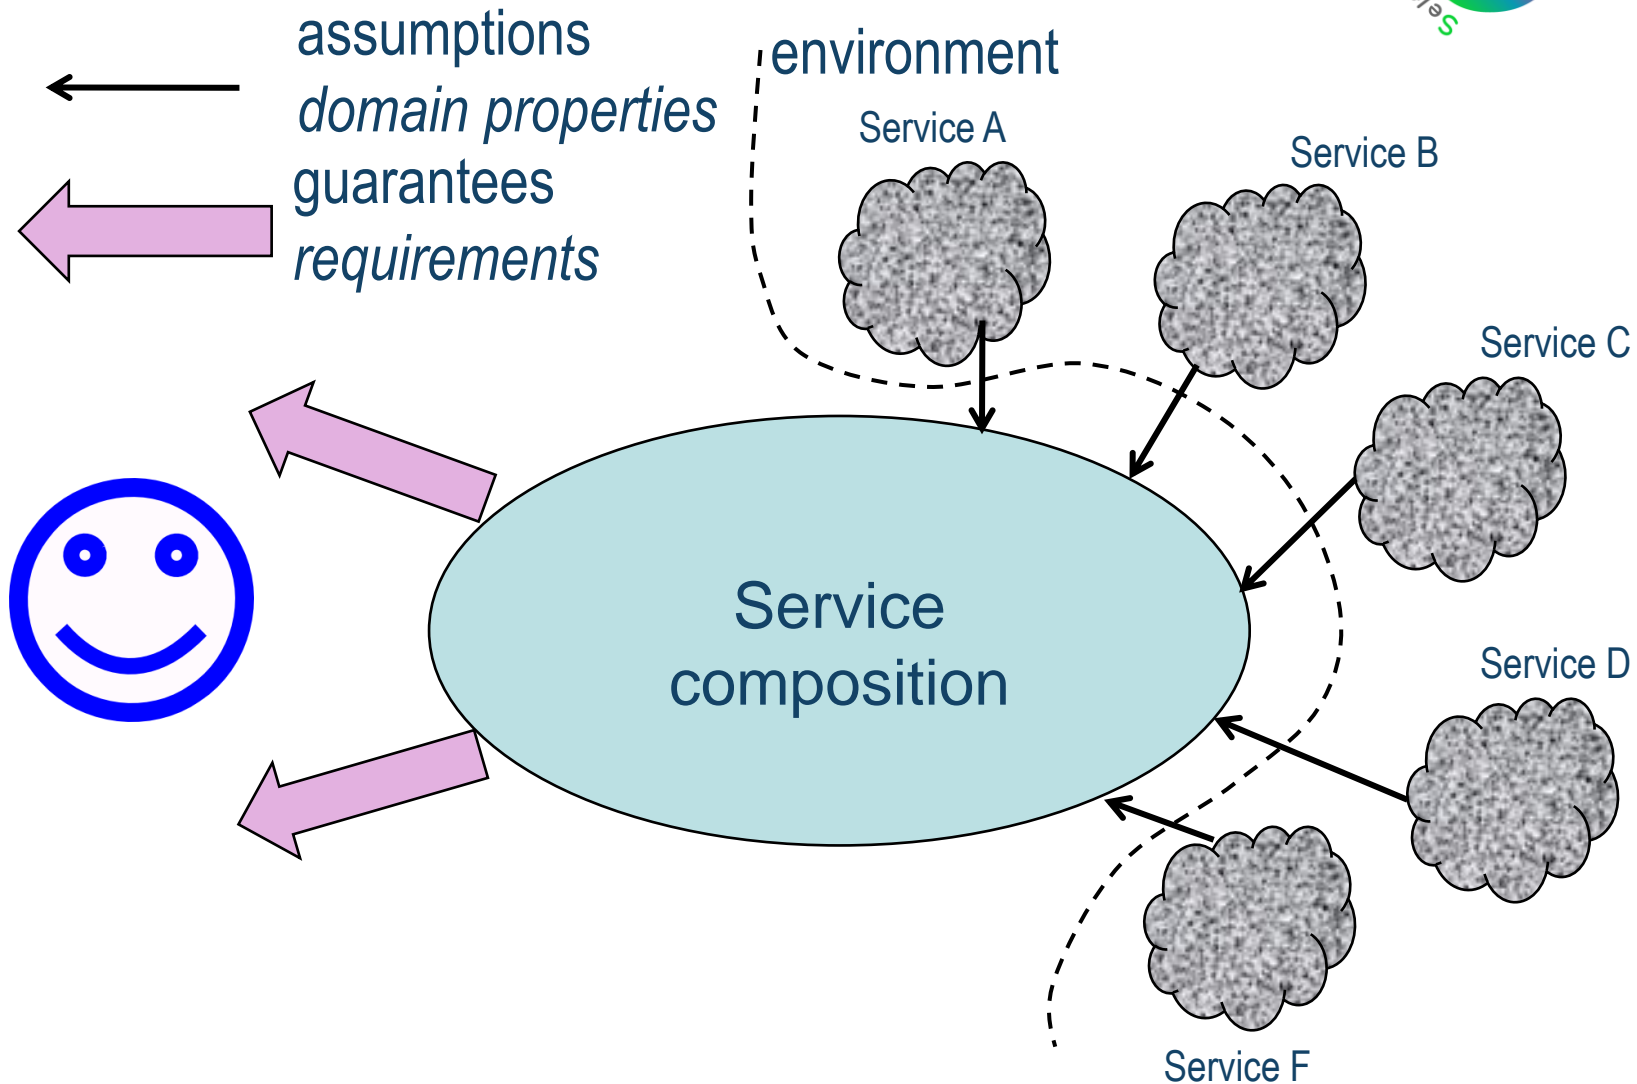 assumptions
domain properties
guarantees
requirements
environment
Service A
Service B
Service C
Service D
Service F
Service
composition